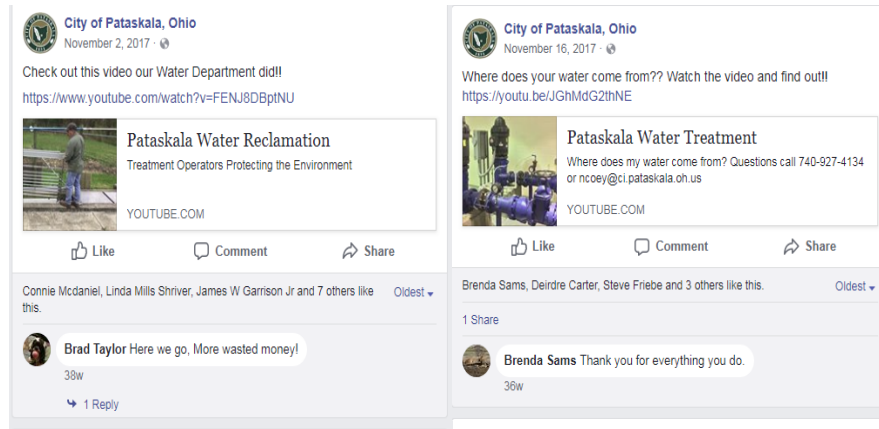 City of Pataskala, Ohio
November 2, 2017 ·
Check out this video our Water Department did!!
https://www.youtube.com/watch?v=FENJ8DBptNU
Pataskala Water Reclamation
Treatment Operators Protecting the Environment
YOUTUBE.COM
Like Comment Share
Connie Mcdaniel, Linda Mills Shriver, James W Garrison Jr and 7 others like Oldest
this.
Brad Taylor Here we go, More wasted money!
38w
1 Reply
City of Pataskala, Ohio
November 16, 2017 ·
Where does your water come from?? Watch the video and find out!!
https://youtu.be/JGhMdG2thNE
Pataskala Water Treatment
Where does my water come from? Questions call 740-927-4134
or ncoey@ci.pataskala.oh.us
YOUTUBE.COM
Like Comment Share
Brenda Sams, Deirdre Carter, Steve Friebe and 3 others like this. Oldest
1 Share
Brenda Sams Thank you for everything you do.
36w